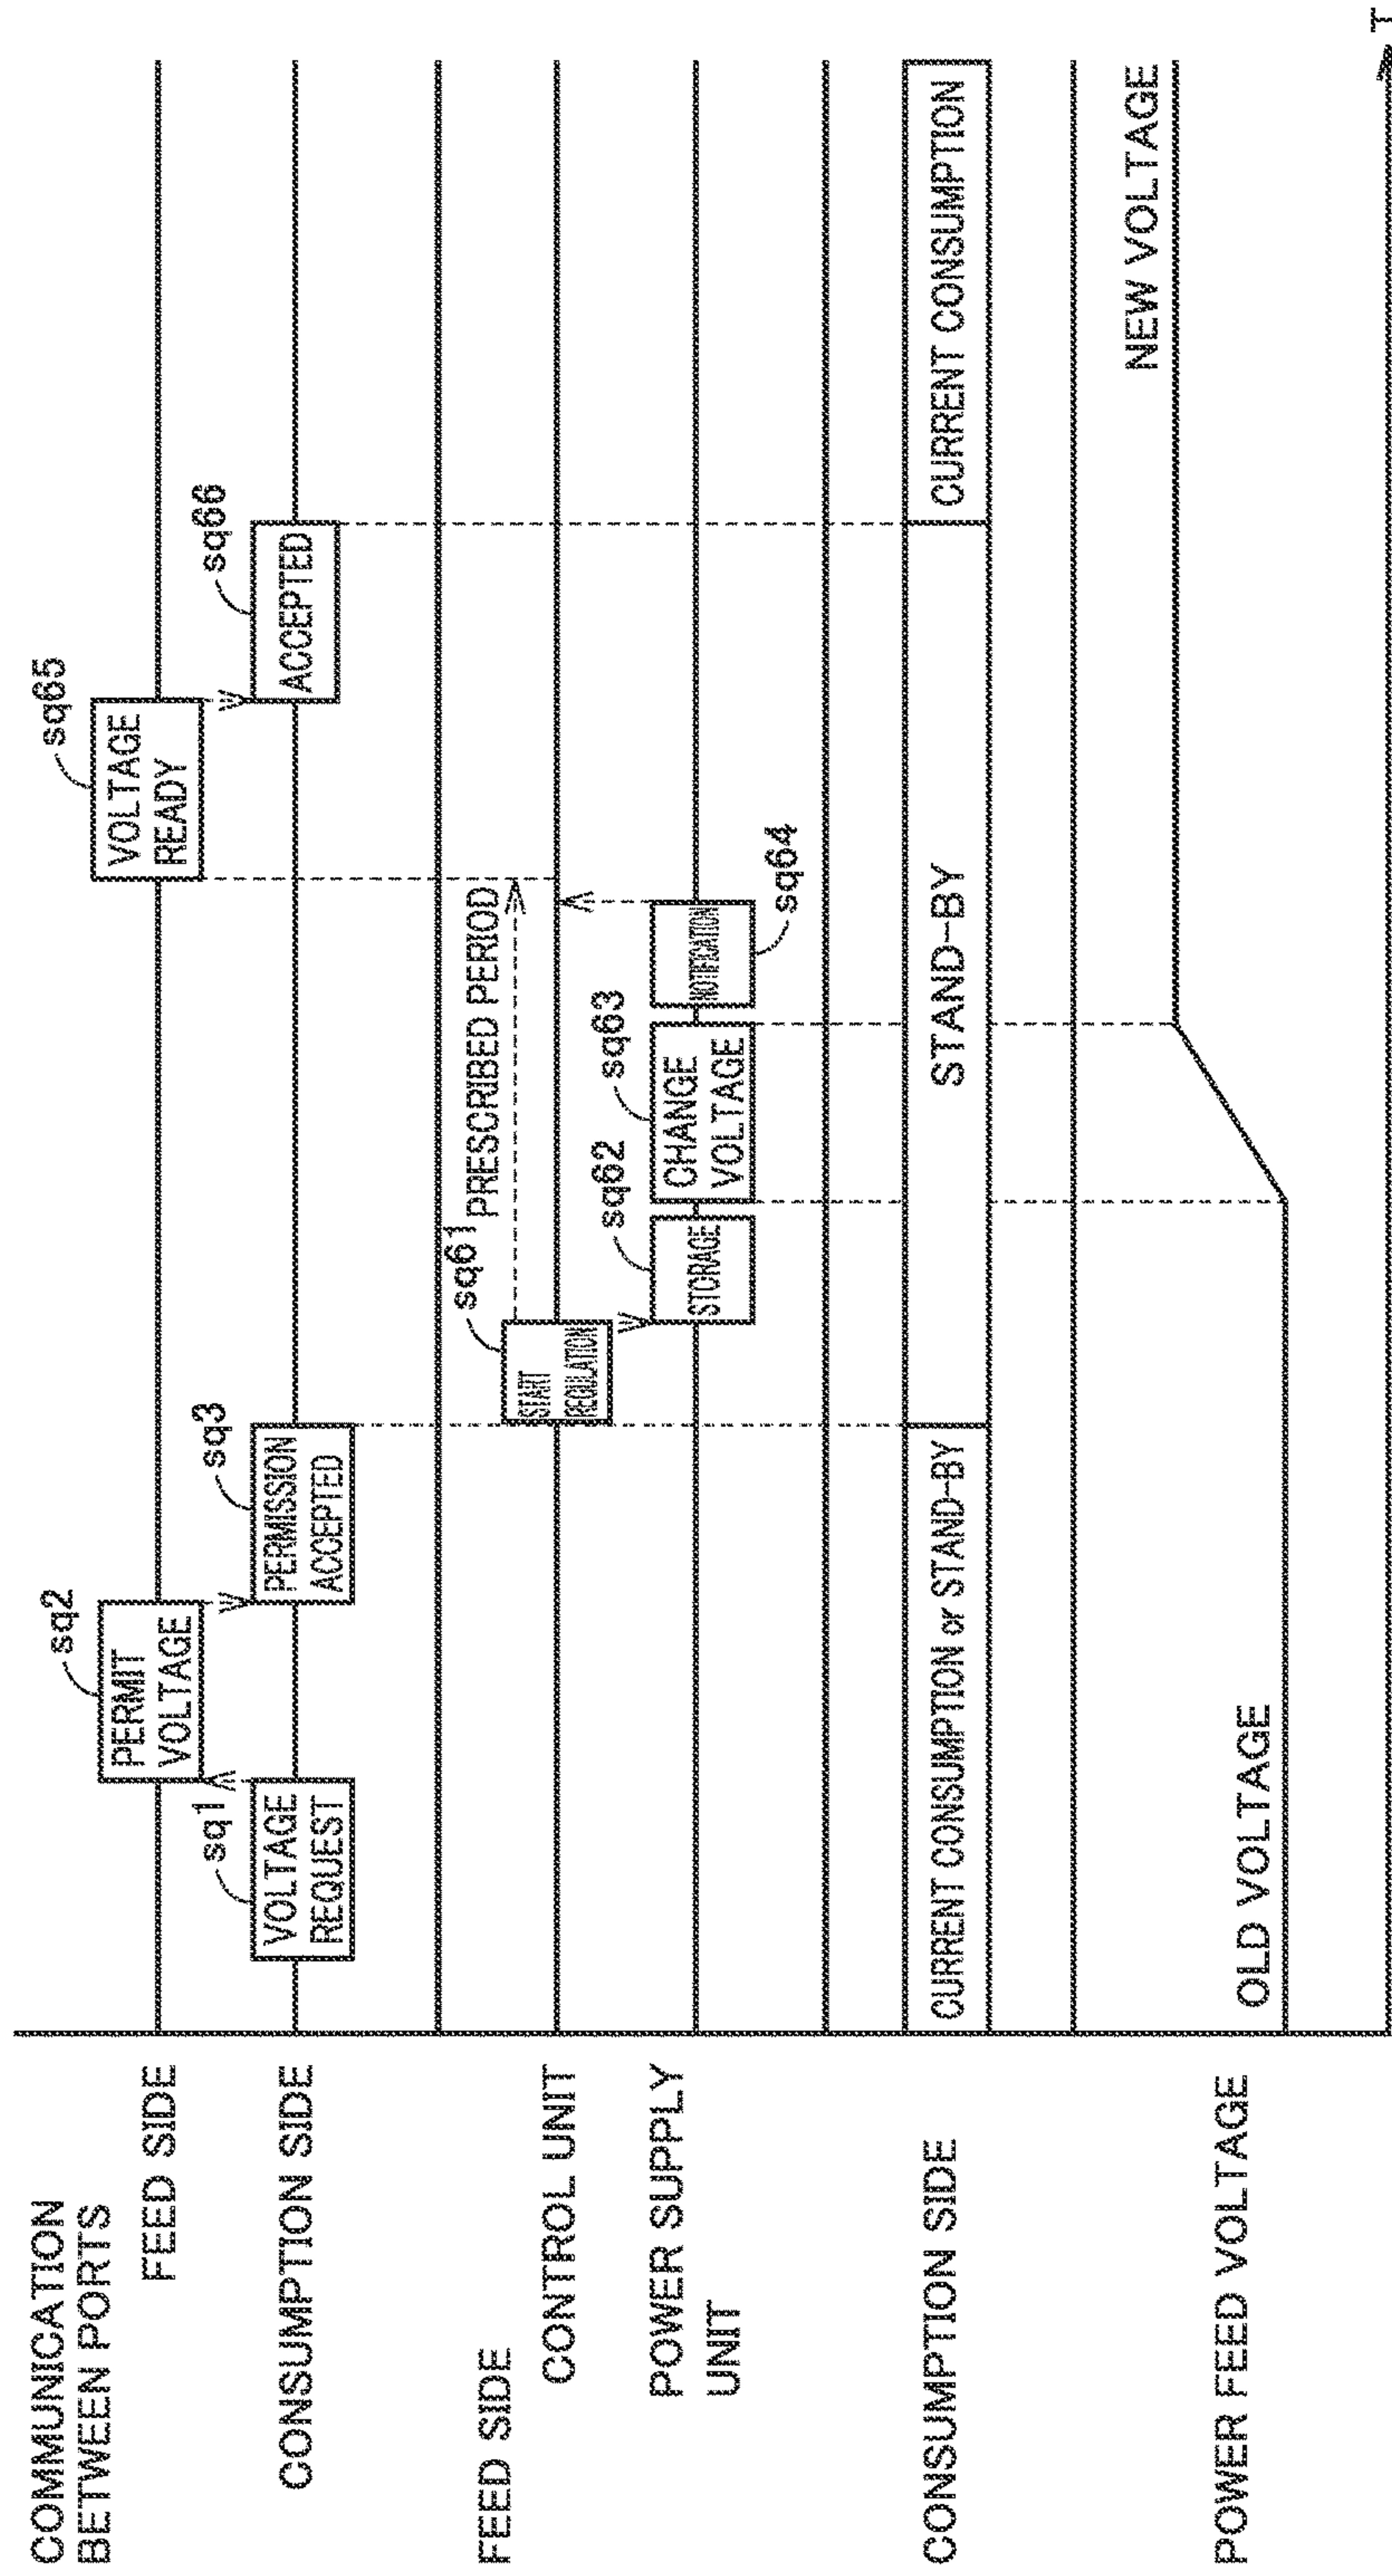 COMMUNICATION
BETWEEN PORTS
FEED SIDE
CONSUMPTION SIDE
FEED SIDE
CONTROL UNIT
POWER SUPPLY
UNIT
CONSUMPTION SIDE
POWER FEED VOLTAGE
sq1
VOLTAGE
REQUEST
sq2
PERMIT
VOLTAGE
sq3
PERMISSION
ACCEPTED
sq61
START
REGULATION
PRESCRIBED PERIOD
sq62
STORAGE
sq63
CHANGE
VOLTAGE
sq64
NOTIFICATION
sq65
VOLTAGE
READY
sq66
ACCEPTED
CURRENT CONSUMPTION or STAND-BY
STAND-BY
CURRENT CONSUMPTION
OLD VOLTAGE
NEW VOLTAGE
T